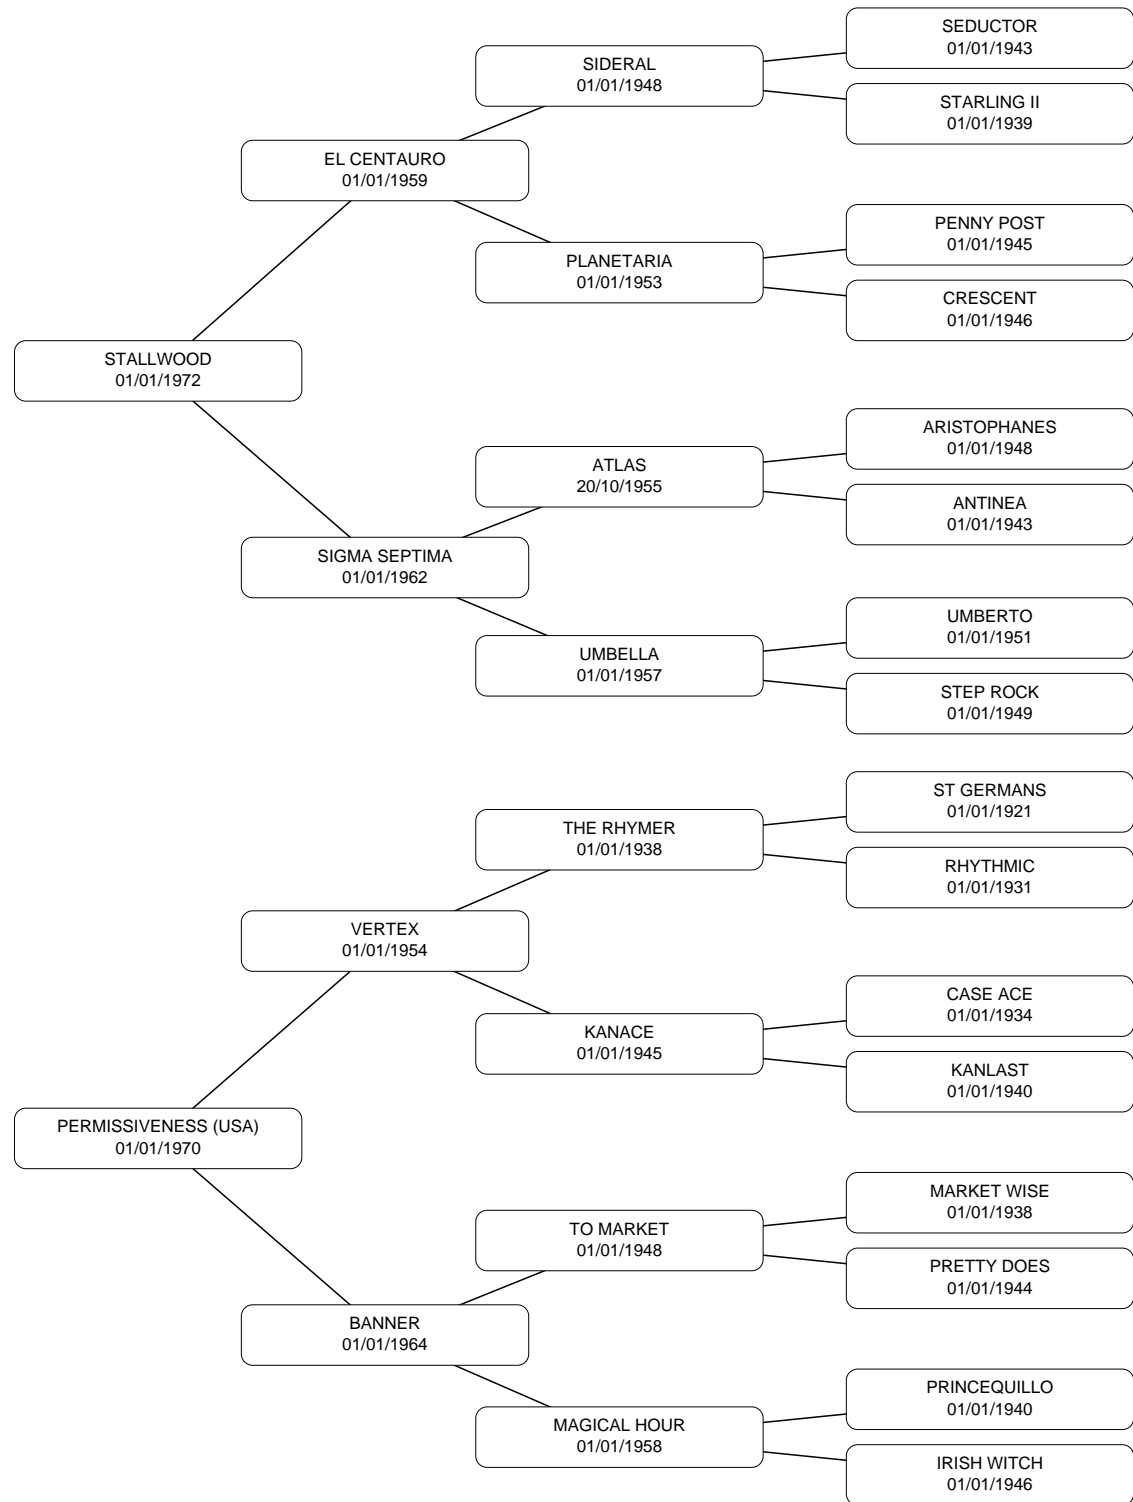 SEDUCTOR
01/01/1943
SIDERAL
01/01/1948
STARLING II
01/01/1939
EL CENTAURO
01/01/1959
PENNY POST
01/01/1945
PLANETARIA
01/01/1953
CRESCENT
01/01/1946
STALLWOOD
01/01/1972
ARISTOPHANES
01/01/1948
ATLAS
20/10/1955
ANTINEA
01/01/1943
SIGMA SEPTIMA
01/01/1962
UMBERTO
01/01/1951
UMBELLA
01/01/1957
STEP ROCK
01/01/1949
ST GERMANS
01/01/1921
THE RHYMER
01/01/1938
RHYTHMIC
01/01/1931
VERTEX
01/01/1954
CASE ACE
01/01/1934
KANACE
01/01/1945
KANLAST
01/01/1940
PERMISSIVENESS (USA)
01/01/1970
MARKET WISE
01/01/1938
TO MARKET
01/01/1948
PRETTY DOES
01/01/1944
BANNER
01/01/1964
PRINCEQUILLO
01/01/1940
MAGICAL HOUR
01/01/1958
IRISH WITCH
01/01/1946